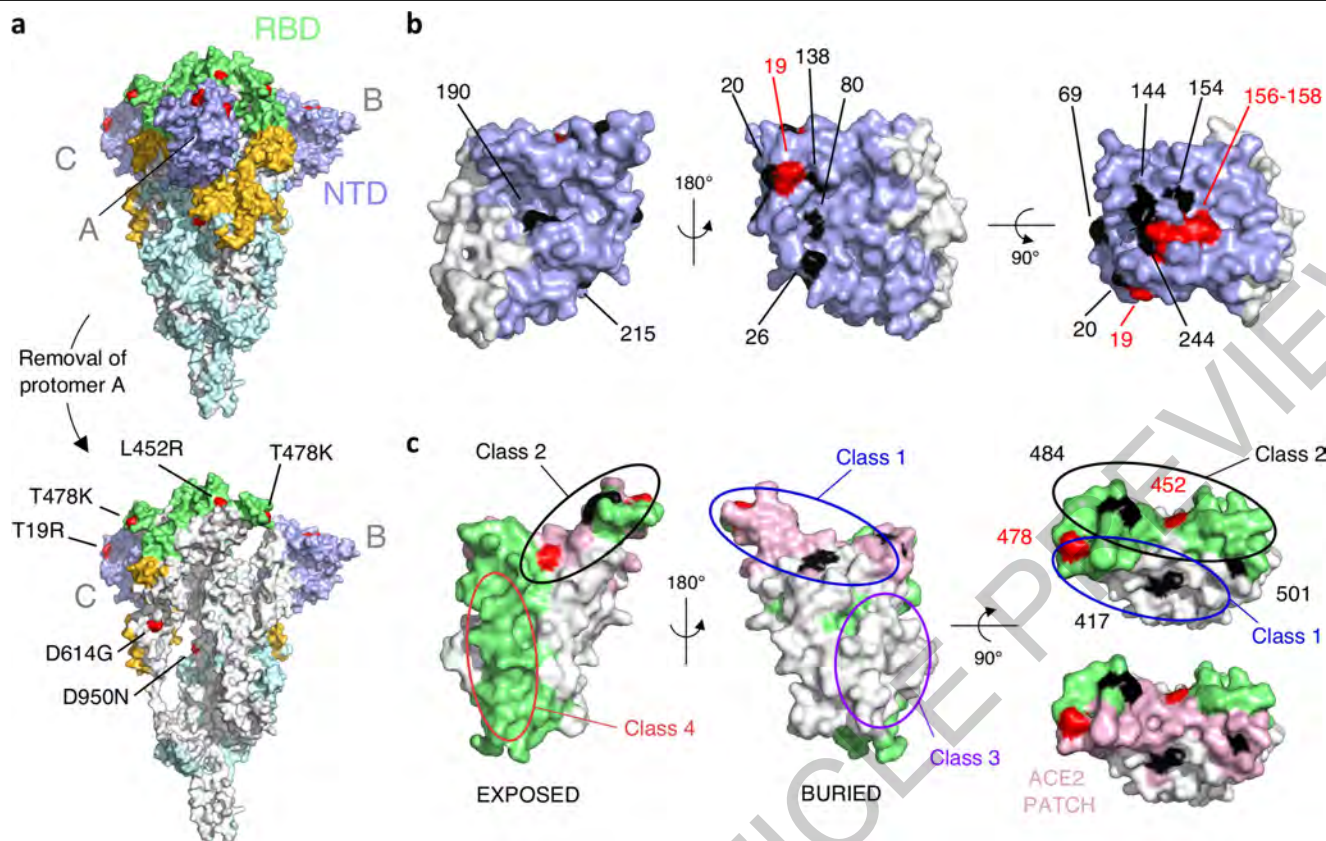 a
RBD
B
C
NTD
A
Removal of
protomer A
L452R
T478K
T478K
T19R
B
C
D614G
D950N
b
190
215
180°
20
19
138
80
26
90°
69
144
154
156-158
20
19
244
c
Class 2
Class 4
EXPOSED
180°
Class 1
Class 3
BURIED
90°
484
452
Class 2
478
501
417
Class 1
ACE2
PATCH